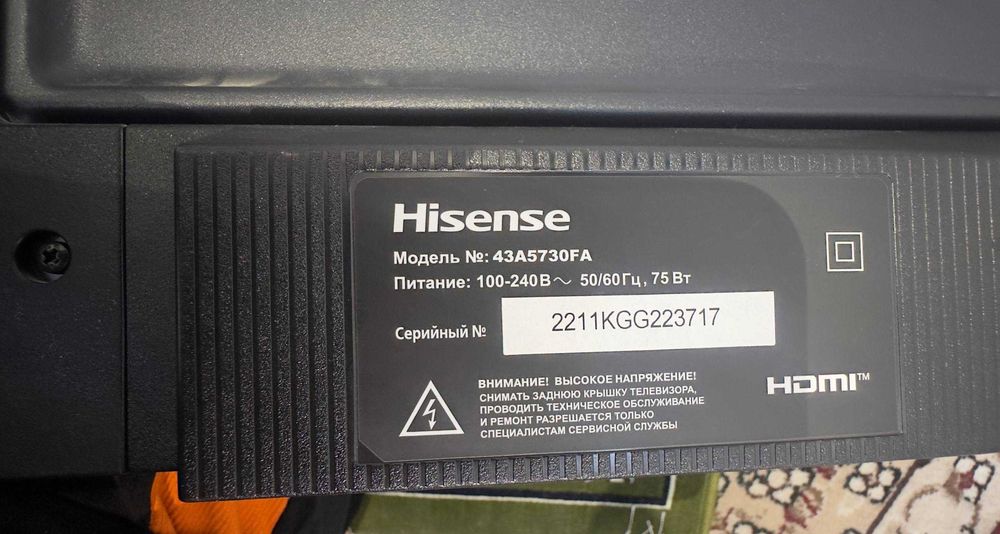 Hisense
Модель №: 43A5730FA
Питание: 100-240В～ 50/60Гц, 75 Вт
Серийный № 2211KGG223717
ВНИМАНИЕ! ВЫСОКОЕ НАПРЯЖЕНИЕ!
СНИМАТЬ ЗАДНЮЮ КРЫШКУ ТЕЛЕВИЗОРА,
ПРОВОДИТЬ ТЕХНИЧЕСКОЕ ОБСЛУЖИВАНИЕ
И РЕМОНТ РАЗРЕШАЕТСЯ ТОЛЬКО
СПЕЦИАЛИСТАМ СЕРВИСНОЙ СЛУЖБЫ
HDMI™